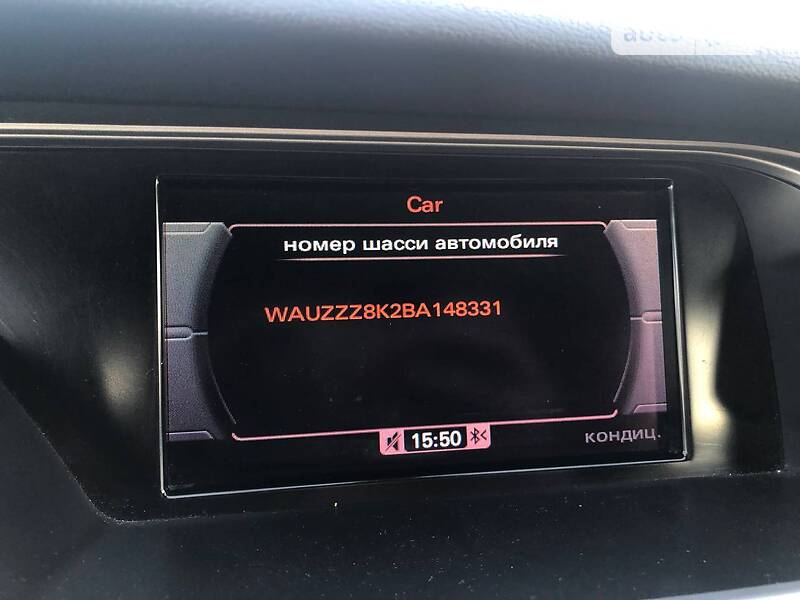 Car
номер шасси автомобиля
WAUZZZ8K2BA148331
15:50
кондиц.